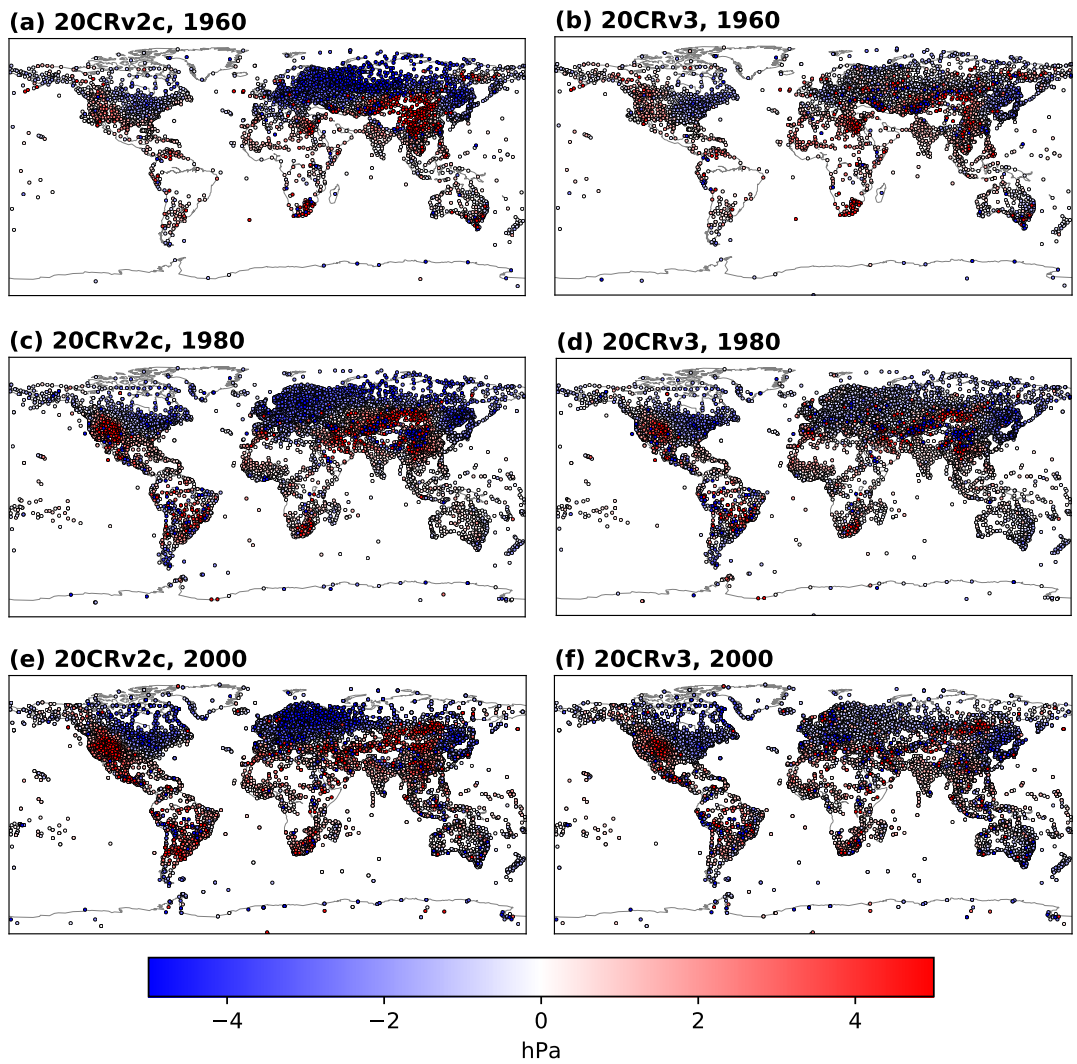 (a) 20CRv2c, 1960
(b) 20CRv3, 1960
(c) 20CRv2c, 1980
(d) 20CRv3, 1980
(e) 20CRv2c, 2000
(f) 20CRv3, 2000
−4 −2 0 2 4
hPa